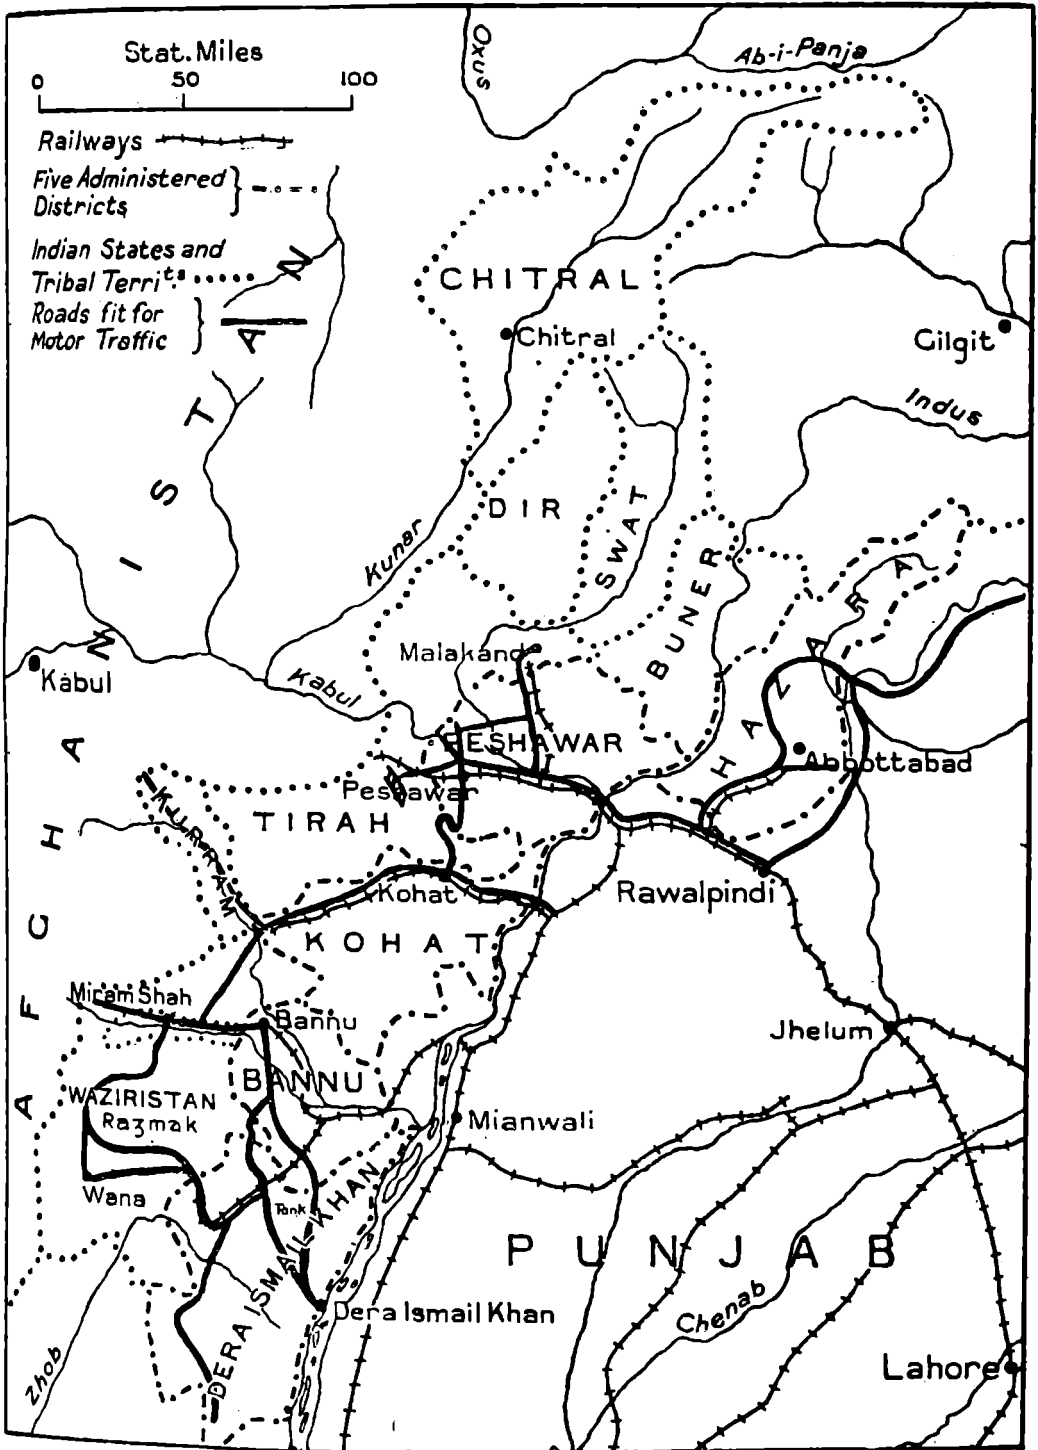 Stat. Miles
0 50 100
Railways
Five Administered
Districts
Indian States and
Tribal Territs.
Roads fit for
Motor Traffic
Oxus
Ab-i-Panja
CHITRAL
Chitral
Gilgit
Indus
AFGHANISTAN
DIR
SWAT
BUNER
Kunar
HAZARA
Malakand
Kabul
Kabul
PESHAWAR
Peshawar
Abbottabad
KURRAM
TIRAH
Kohat
Rawalpindi
KOHAT
Miram Shah
Bannu
Jhelum
BANNU
WAZIRISTAN
Razmak
Mianwali
Wana
Tank
DERA ISMAIL KHAN
PUNJAB
Dera Ismail Khan
Chenab
Zhob
Lahore